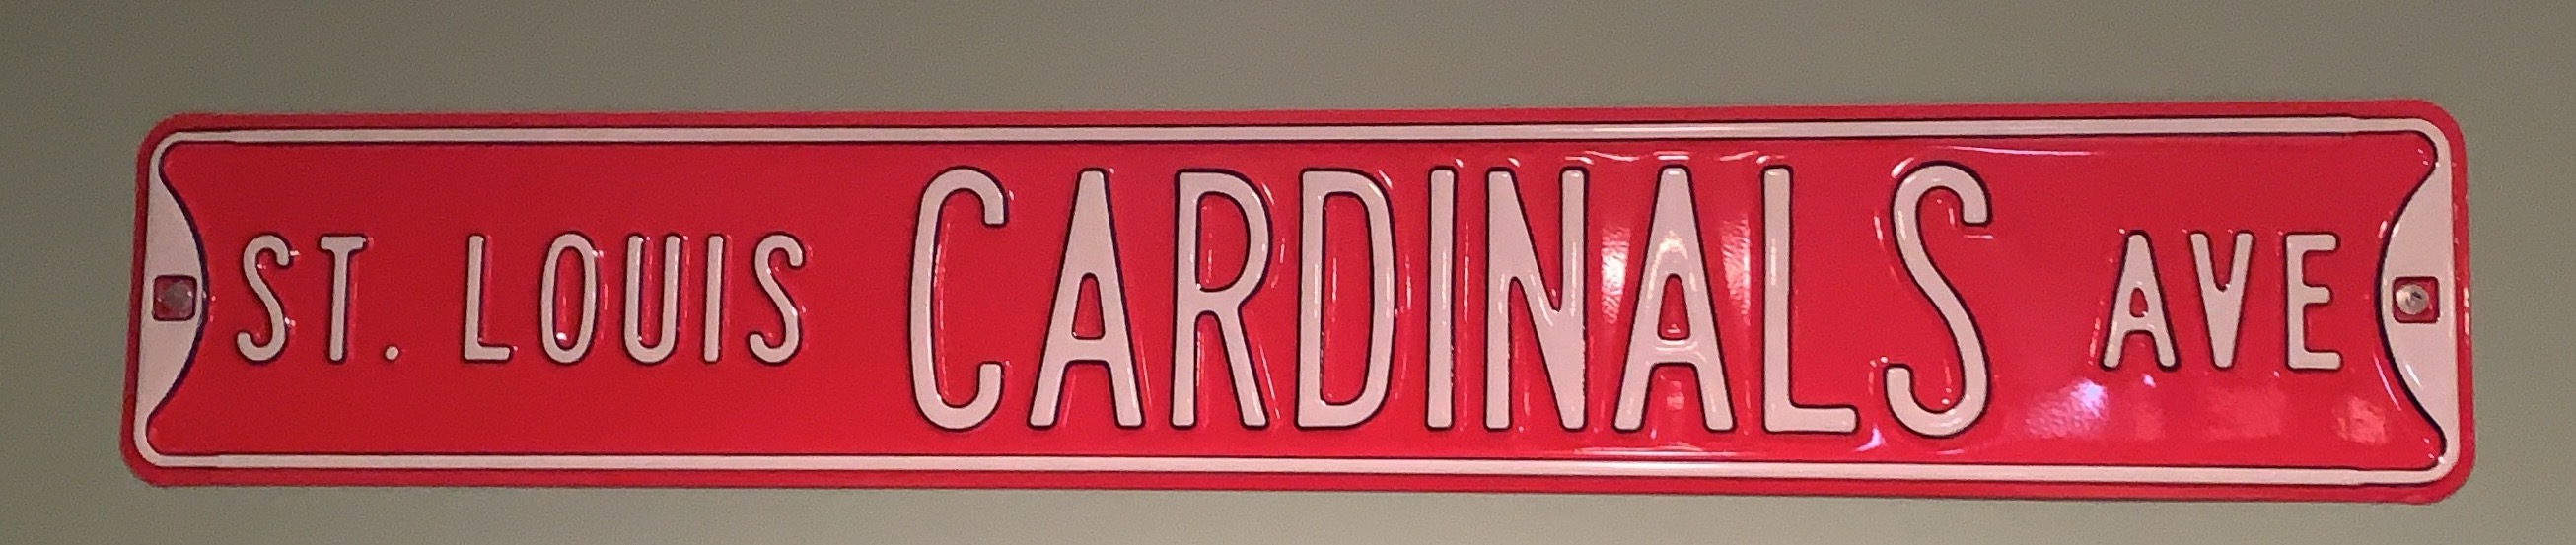 ST. LOUIS CARDINALS AVE